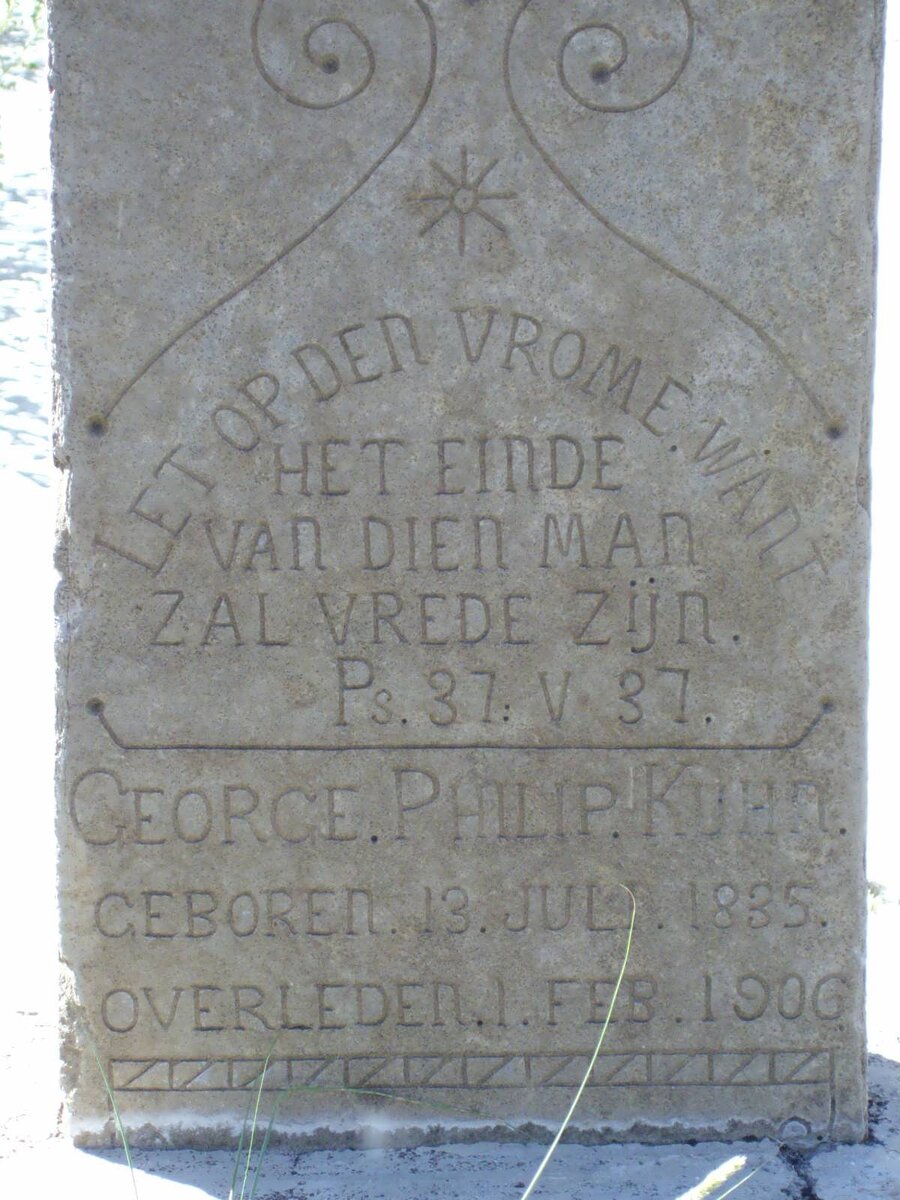 LET OP DEN VROME. WANT
HET EINDE
VAN DIEN MAN
ZAL VREDE ZIJN.
Ps. 37: V 37.
GEORGE. PHILIP. KUHN.
GEBOREN. 13. JULI. 1835.
OVERLEDEN. 1. FEB. 1906